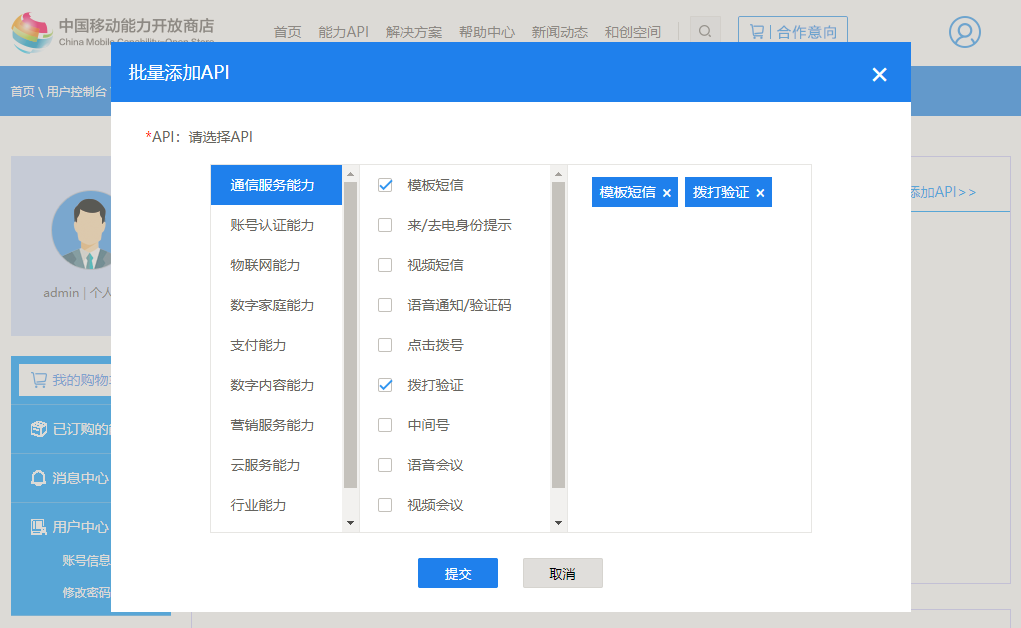 中国移动能力开放商店
China Mobile Capability Open Store
首页 能力API 解决方案 帮助中心 新闻动态 和创空间
合作意向
首页 \ 用户控制台
批量添加API
*API：请选择API
添加API>>
admin | 个人
我的购物
已订购的
消息中心
用户中心
账号信息
修改密码
通信服务能力
账号认证能力
物联网能力
数字家庭能力
支付能力
数字内容能力
营销服务能力
云服务能力
行业能力
模板短信
来/去电身份提示
视频短信
语音通知/验证码
点击拨号
拨打验证
中间号
语音会议
视频会议
模板短信 × 拨打验证 ×
提交 取消